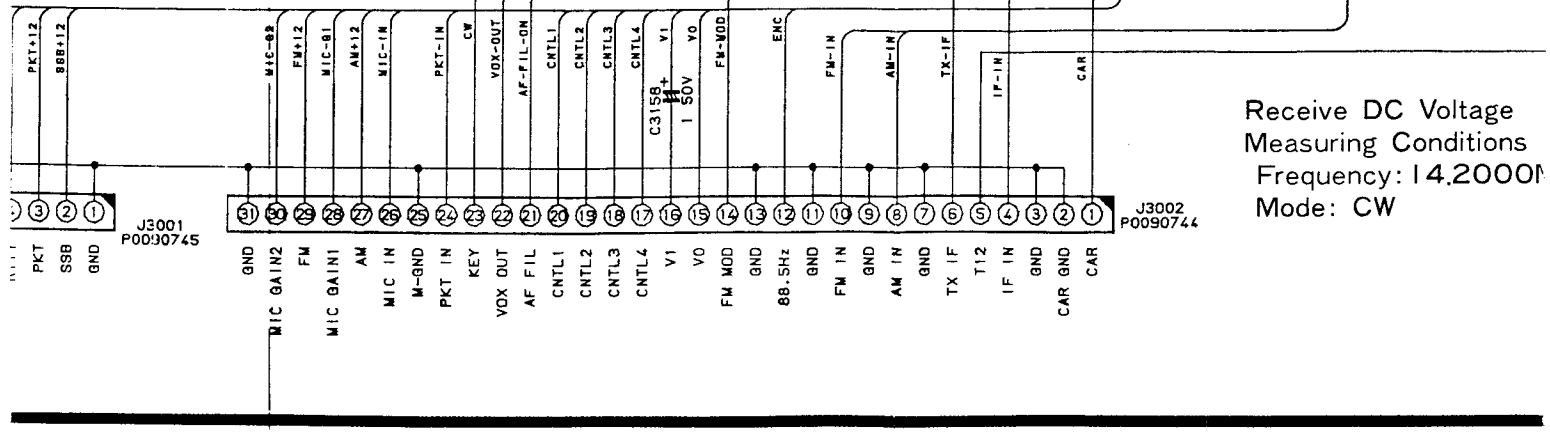 PKT+12 SSB+12 MIC-G2 FM+12 MIC-G1 AM+12 MIC-IN PKT-IN CW VOX-OUT AF-FIL-ON CNTL1 CNTL2 CNTL3 CNTL4 V1 V0 FM-MOD ENC FM-IN AM-IN TX-IF IF-IN CAR
C3158 +
1 50V
Receive DC Voltage
Measuring Conditions
Frequency: 14.2000M
Mode: CW
3 2 1
J3001
P0090745
31 30 29 28 27 26 25 24 23 22 21 20 19 18 17 16 15 14 13 12 11 10 9 8 7 6 5 4 3 2 1
J3002
P0090744
PKT SSB GND
GND MIC GAIN2 FM MIC GAIN1 AM MIC IN M-GND PKT IN KEY VOX OUT AF FIL CNTL1 CNTL2 CNTL3 CNTL4 V1 V0 FM MOD GND 88.5Hz GND FM IN GND AM IN GND TX IF T12 IF IN GND CAR GND CAR